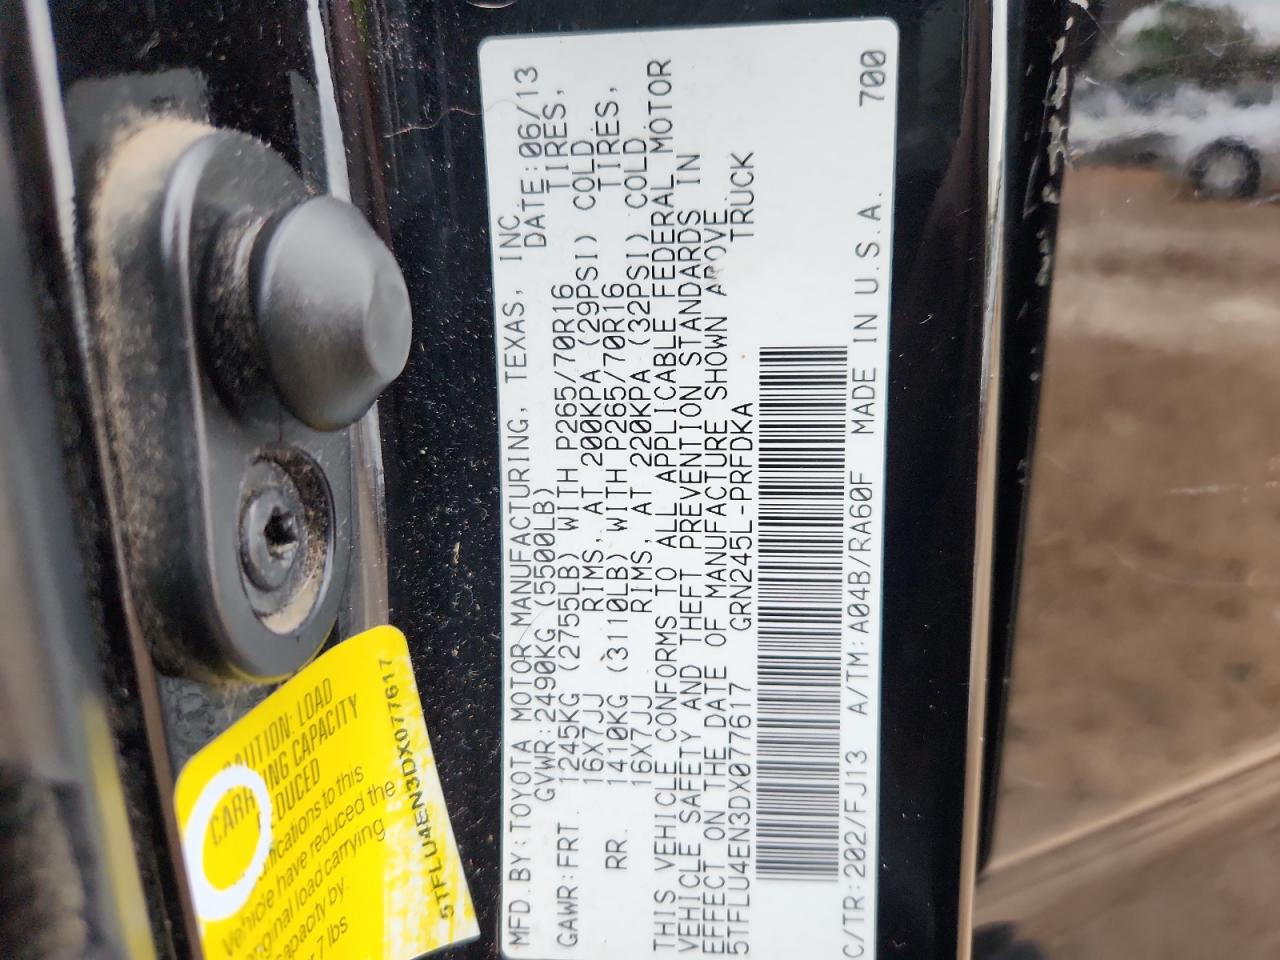 MFD.BY:TOYOTA MOTOR MANUFACTURING, TEXAS, INC.
GVWR:2490KG (5500LB) DATE:06/13
GAWR:FRT. 1245KG (2755LB) WITH P265/70R16 TIRES,
16X7JJ RIMS, AT 200KPA (29PSI) COLD
RR. 1410KG (3110LB) WITH P265/70R16 TIRES,
16X7JJ RIMS, AT 220KPA (32PSI) COLD
THIS VEHICLE CONFORMS TO ALL APPLICABLE FEDERAL MOTOR
VEHICLE SAFETY AND THEFT PREVENTION STANDARDS IN
EFFECT ON THE DATE OF MANUFACTURE SHOWN ABOVE.
5TFLU4EN3DX077617 GRN245L-PRFDKA TRUCK
C/TR:202/FJ13 A/TM:A04B/RA60F MADE IN U.S.A. 700
CAUTION: LOAD
CARRYING CAPACITY
REDUCED
to this
Vehicle have reduced the
original load carrying
capacity by
7 lbs
5TFLU4EN3DX077617